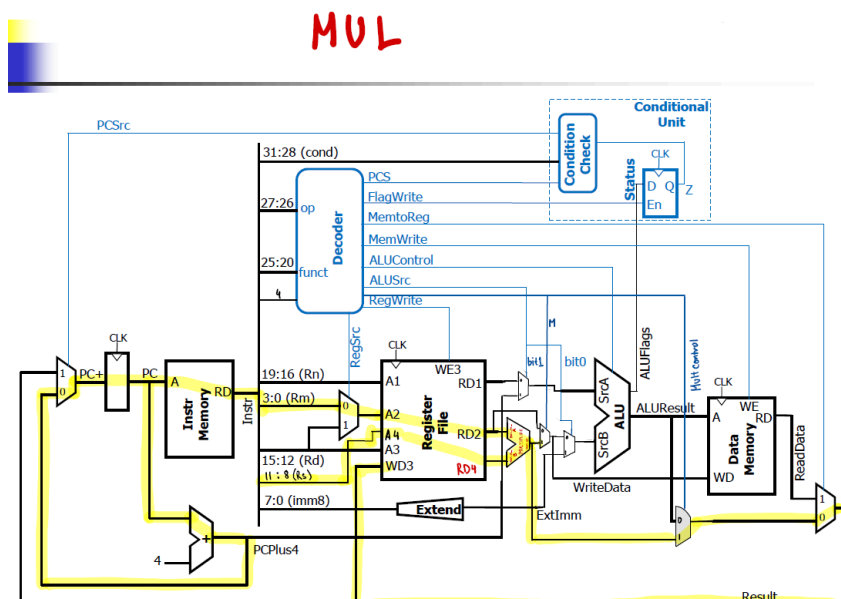 MUL
Conditional
Unit
PCSrc
31:28 (cond)
Condition
Check
CLK
Status
D Q
En
Z
PCS
27:26
op
FlagWrite
MemtoReg
MemWrite
Decoder
25:20
funct
ALUControl
ALUSrc
4
RegWrite
M
RegSrc
bit1
bit0
ALUFlags
Mult Control
CLK
1
0
PC+
PC
A
RD
Instr
Memory
Instr
19:16 (Rn)
3:0 (Rm)
0
1
15:12 (Rd)
11:8 (Rs)
7:0 (imm8)
CLK
WE3
A1
RD1
A2
RD2
A4
A3
WD3
RD4
Register
File
SrcA
SrcB
ALU
ALUResult
CLK
WE
A
RD
Data
Memory
WD
ReadData
1
0
WriteData
0
1
Extend
ExtImm
+
4
PCPlus4
Result